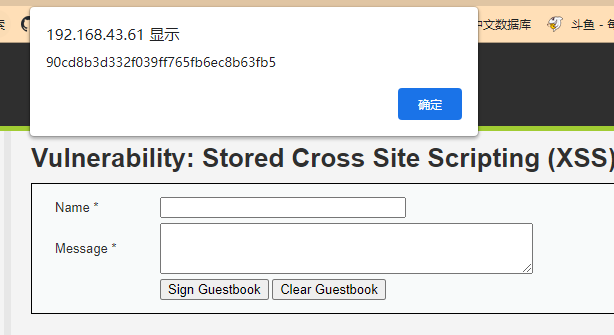 192.168.43.61 显示
90cd8b3d332f039ff765fb6ec8b63fb5
确定
中文数据库
斗鱼 - 每
Vulnerability: Stored Cross Site Scripting (XSS)
Name *
Message *
Sign Guestbook Clear Guestbook